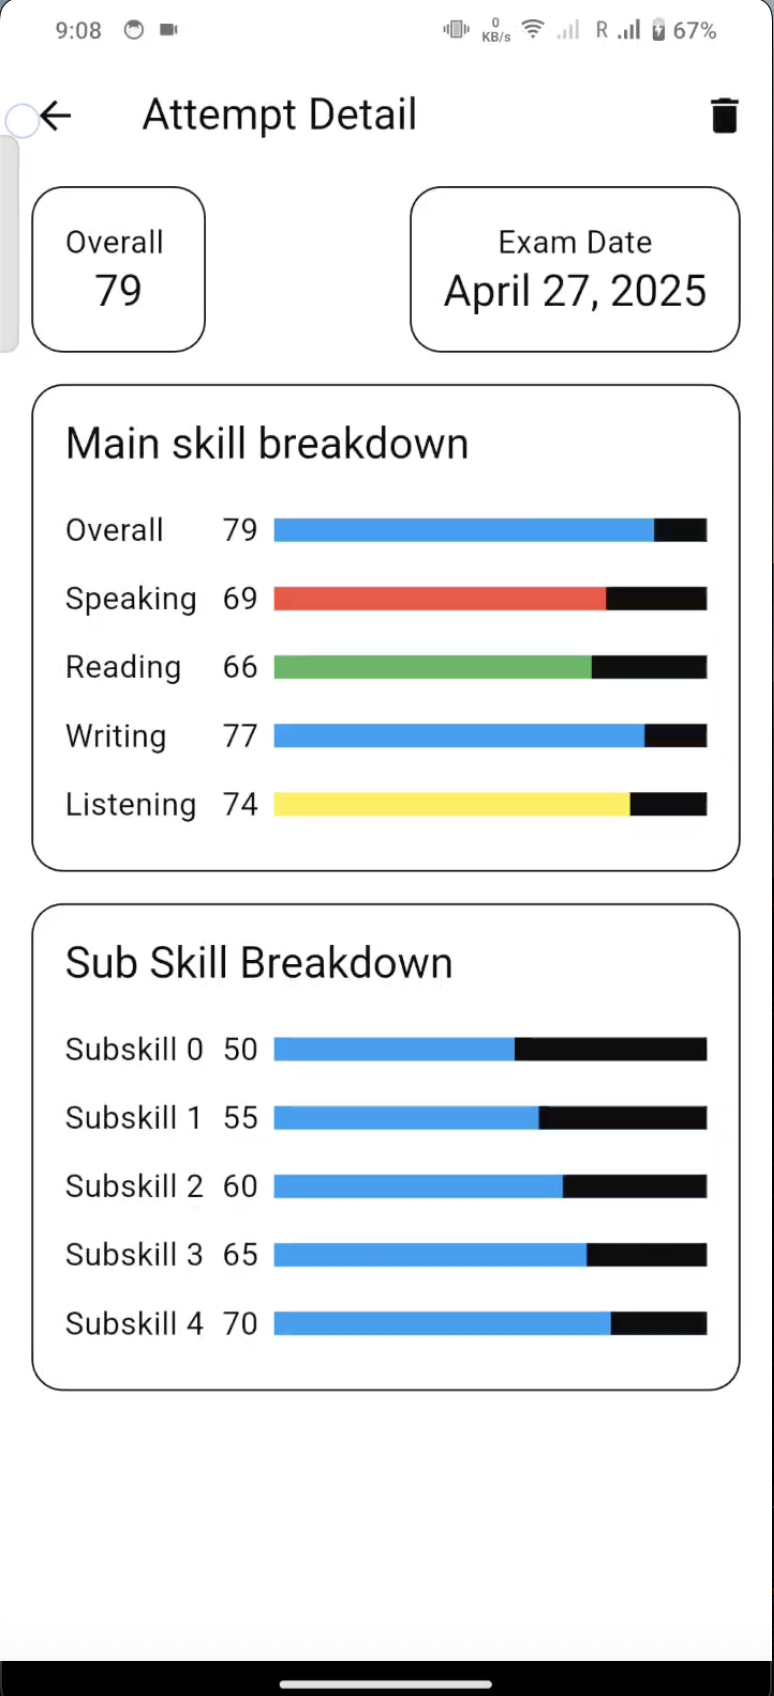 9:08 0 KB/s R 67%
Attempt Detail
Overall
79
Exam Date
April 27, 2025
Main skill breakdown
Overall 79
Speaking 69
Reading 66
Writing 77
Listening 74
Sub Skill Breakdown
Subskill 0 50
Subskill 1 55
Subskill 2 60
Subskill 3 65
Subskill 4 70